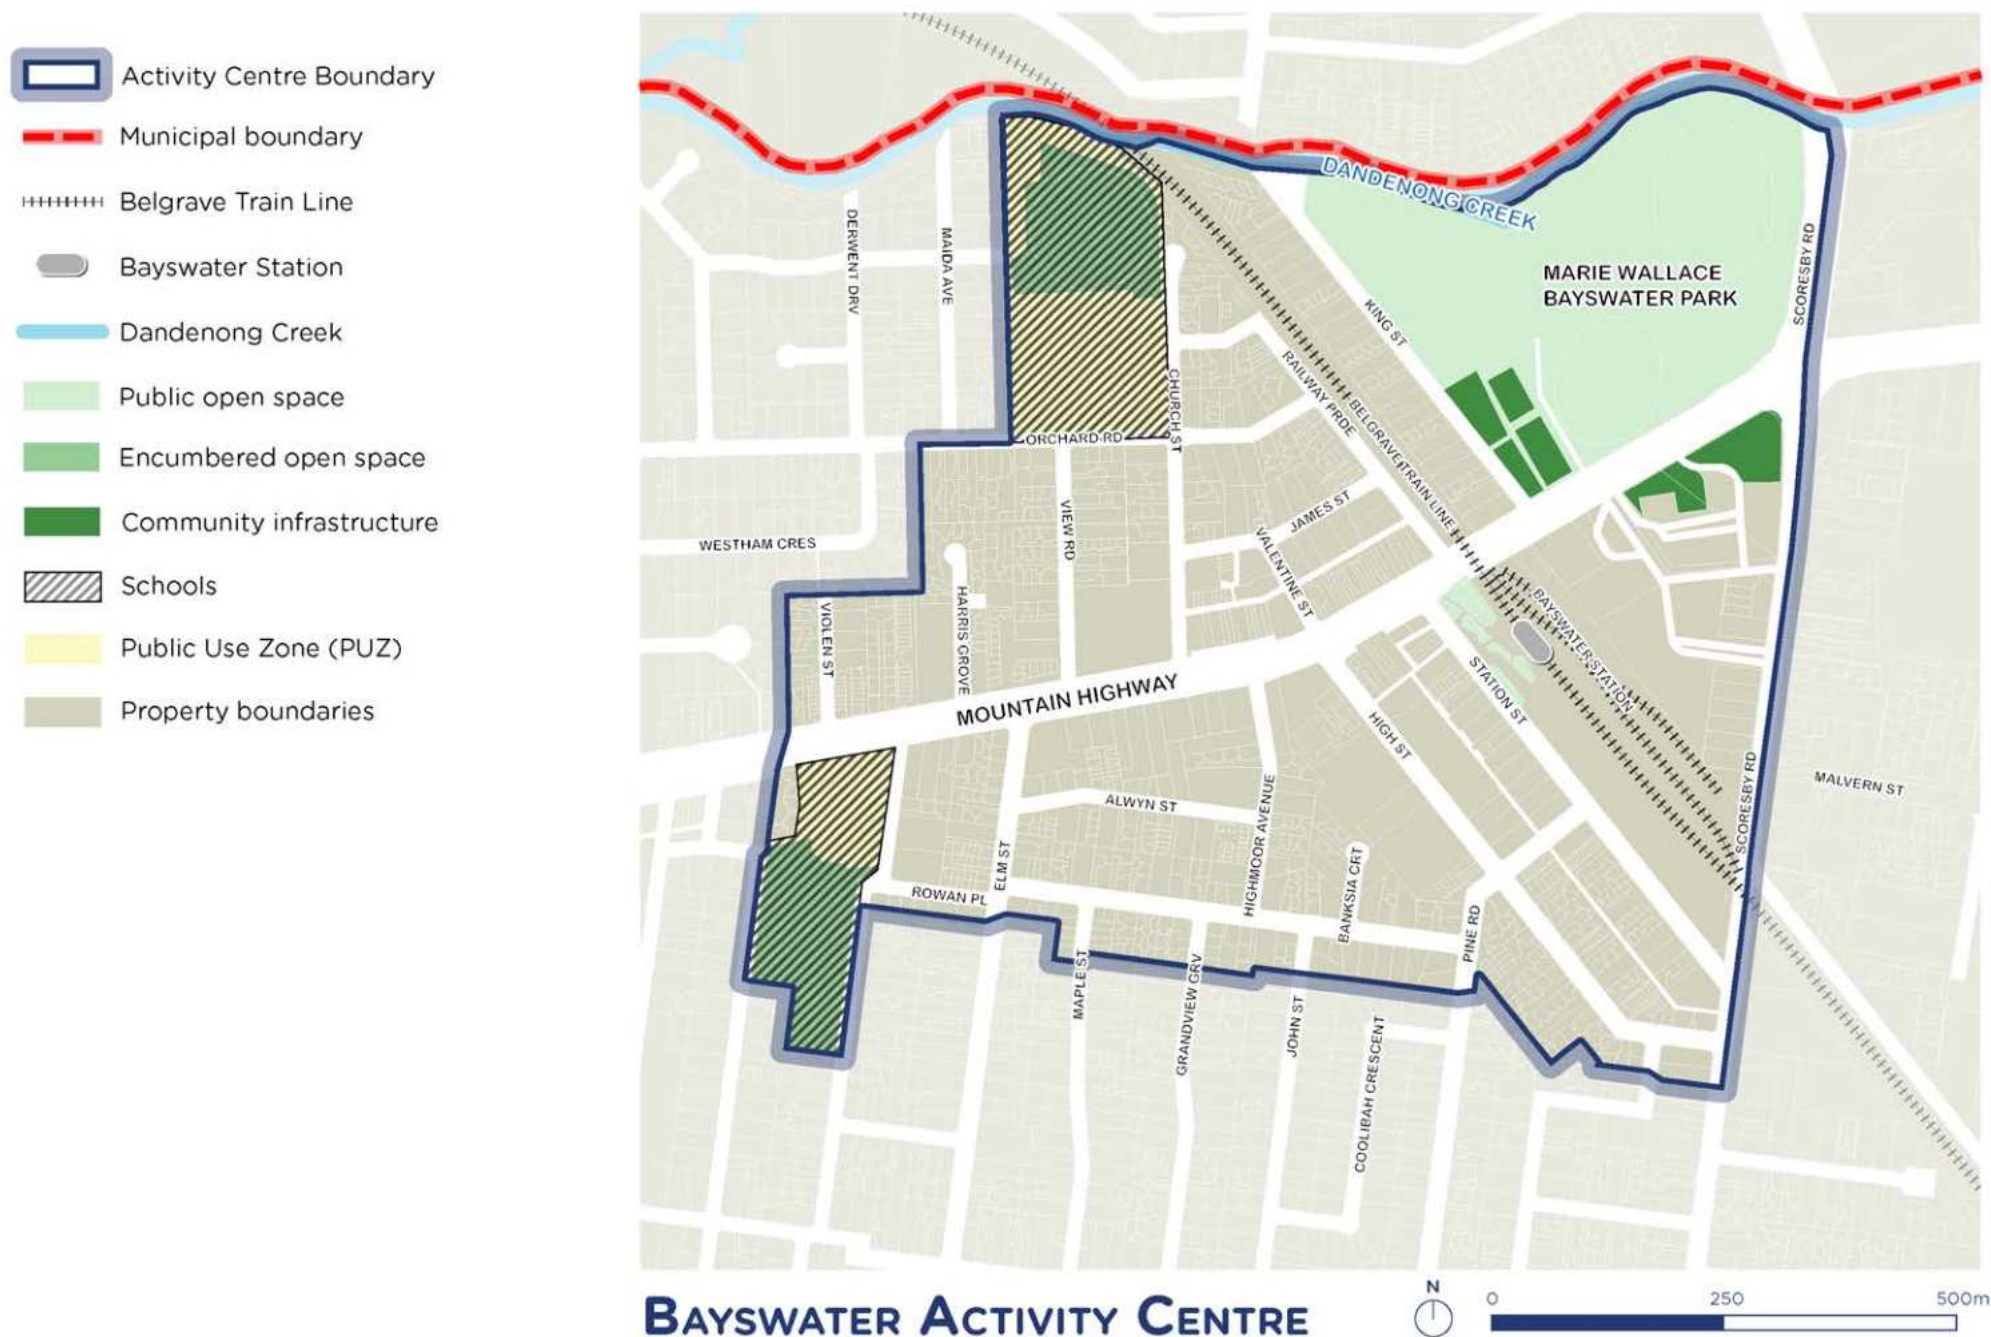 Activity Centre Boundary
Municipal boundary
Belgrave Train Line
Bayswater Station
Dandenong Creek
Public open space
Encumbered open space
Community infrastructure
Schools
Public Use Zone (PUZ)
Property boundaries
DANDENONG CREEK
DERWENT DRV
MAIDA AVE
MARIE WALLACE
BAYSWATER PARK
SCORESBY RD
KING ST
RAILWAY PRDE
BELGRAVE TRAIN LINE
CHURCH ST
ORCHARD RD
VIEW RD
JAMES ST
VALENTINE ST
WESTHAM CRES
HARRIS GROVE
VIOLEN ST
BAYSWATER STATION
STATION ST
MOUNTAIN HIGHWAY
HIGH ST
MALVERN ST
SCORESBY RD
ALWYN ST
HIGHMOOR AVENUE
ELM ST
BANKSIA CRT
ROWAN PL
PINE RD
MAPLE ST
GRANDVIEW GRV
JOHN ST
COOLIBAH CRESCENT
BAYSWATER ACTIVITY CENTRE
N
0 250 500m